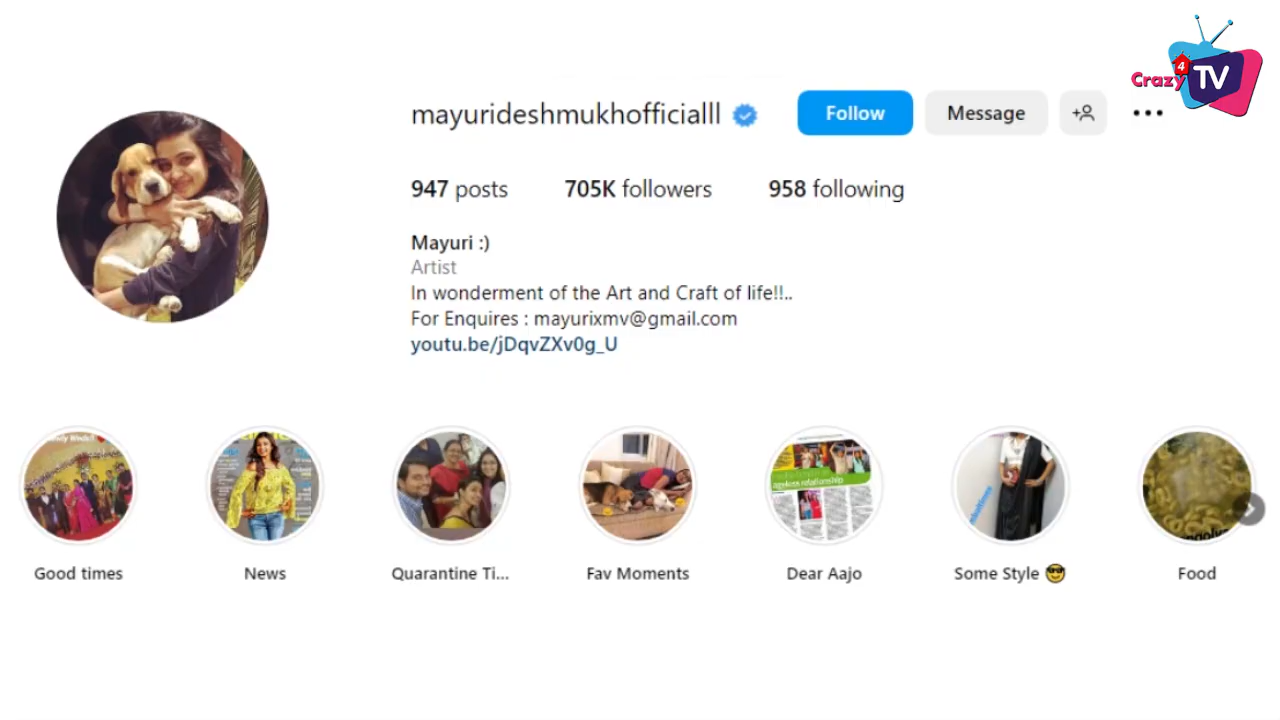 Crazy 4 TV
mayurideshmukhofficialll
Follow
Message
947 posts
705K followers
958 following
Mayuri :)
Artist
In wonderment of the Art and Craft of life!!..
For Enquires : mayurixmv@gmail.com
youtu.be/jDqvZXv0g_U
ageless relationship
Good times
News
Quarantine Ti...
Fav Moments
Dear Aajo
Some Style 😎
Food